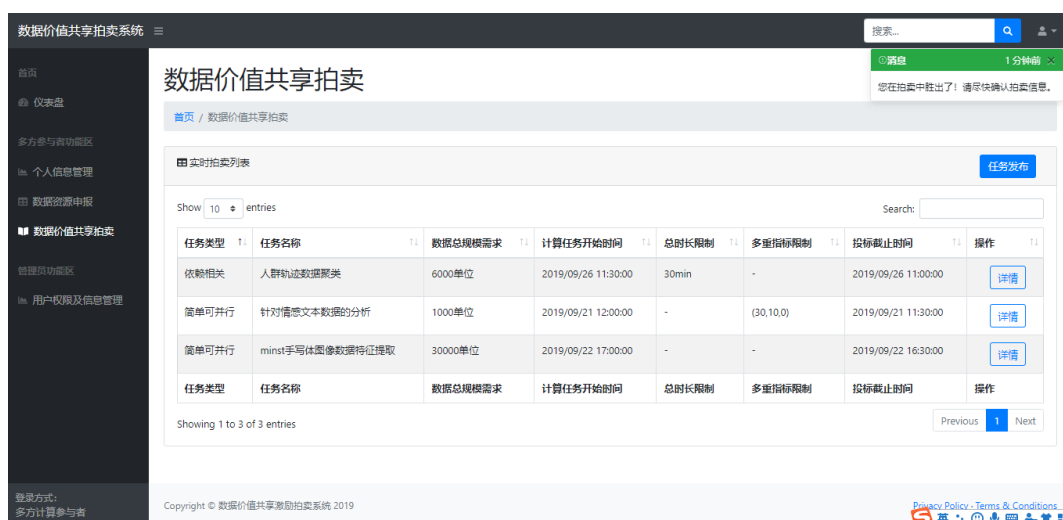 数据价值共享拍卖系统
搜索...
首页
仪表盘
多方参与者功能区
个人信息管理
数据资源申报
数据价值共享拍卖
管理员功能区
用户权限及信息管理
登录方式:
多方计算参与者
数据价值共享拍卖
消息 1 分钟前 ×
您在拍卖中胜出了！请尽快确认拍卖信息。
首页 / 数据价值共享拍卖
实时拍卖列表 任务发布
Show 10 entries Search:
任务类型 任务名称 数据总规模需求 计算任务开始时间 总时长限制 多重指标限制 投标截止时间 操作
依赖相关 人群轨迹数据聚类 6000单位 2019/09/26 11:30:00 30min - 2019/09/26 11:00:00 详情
简单可并行 针对情感文本数据的分析 1000单位 2019/09/21 12:00:00 - (30,10,0) 2019/09/21 11:30:00 详情
简单可并行 minst手写体图像数据特征提取 30000单位 2019/09/22 17:00:00 - - 2019/09/22 16:30:00 详情
任务类型 任务名称 数据总规模需求 计算任务开始时间 总时长限制 多重指标限制 投标截止时间 操作
Showing 1 to 3 of 3 entries Previous 1 Next
Copyright © 数据价值共享激励拍卖系统 2019 Privacy Policy · Terms & Conditions
英